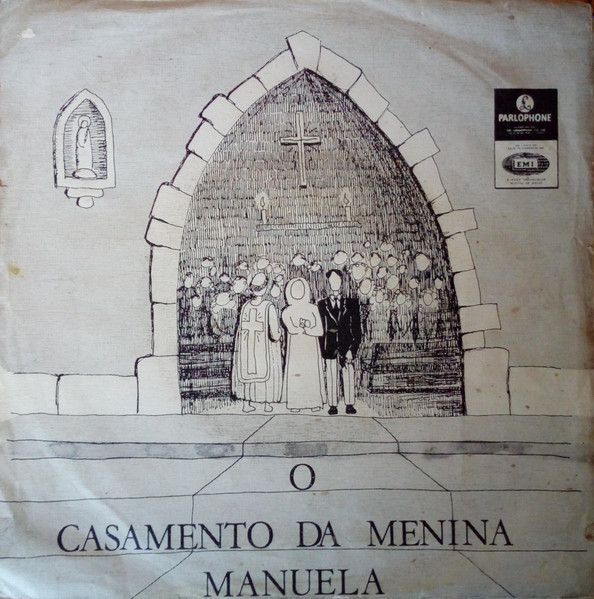 PARLOPHONE
EMI
O
CASAMENTO DA MENINA
MANUELA